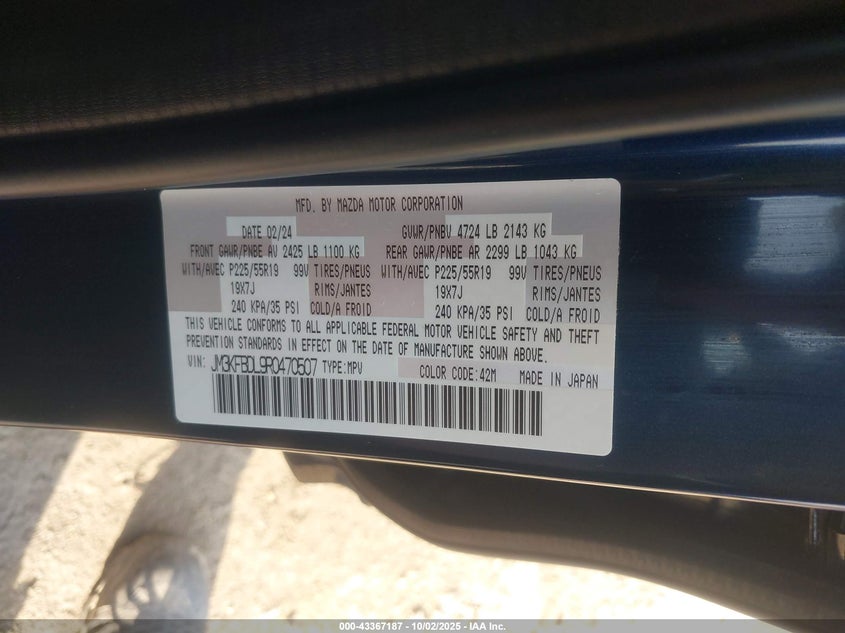 MFD. BY MAZDA MOTOR CORPORATION
DATE 02/24 GVWR/PNBV 4724 LB 2143 KG
FRONT GAWR/PNBE AV 2425 LB 1100 KG REAR GAWR/PNBE AR 2299 LB 1043 KG
WITH/AVEC P225/55R19 99V TIRES/PNEUS WITH/AVEC P225/55R19 99V TIRES/PNEUS
19X7J RIMS/JANTES 19X7J RIMS/JANTES
240 KPA/35 PSI COLD/A FROID 240 KPA/35 PSI COLD/A FROID
THIS VEHICLE CONFORMS TO ALL APPLICABLE FEDERAL MOTOR VEHICLE SAFETY AND THEFT
PREVENTION STANDARDS IN EFFECT ON THE DATE OF MANUFACTURE SHOWN ABOVE.
VIN: JM3KFBDL9R0470507 TYPE:MPV COLOR CODE:42M MADE IN JAPAN
000-43367187 - 10/02/2025 - IAA Inc.